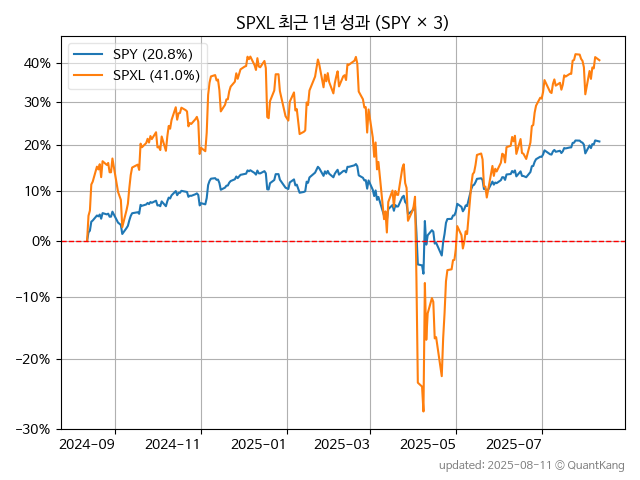 SPXL 최근 1년 성과 (SPY × 3)
SPY (20.8%)
SPXL (41.0%)
40%
30%
20%
10%
0%
−10%
−20%
−30%
2024−09 2024−11 2025−01 2025−03 2025−05 2025−07
updated: 2025-08-11 © QuantKang